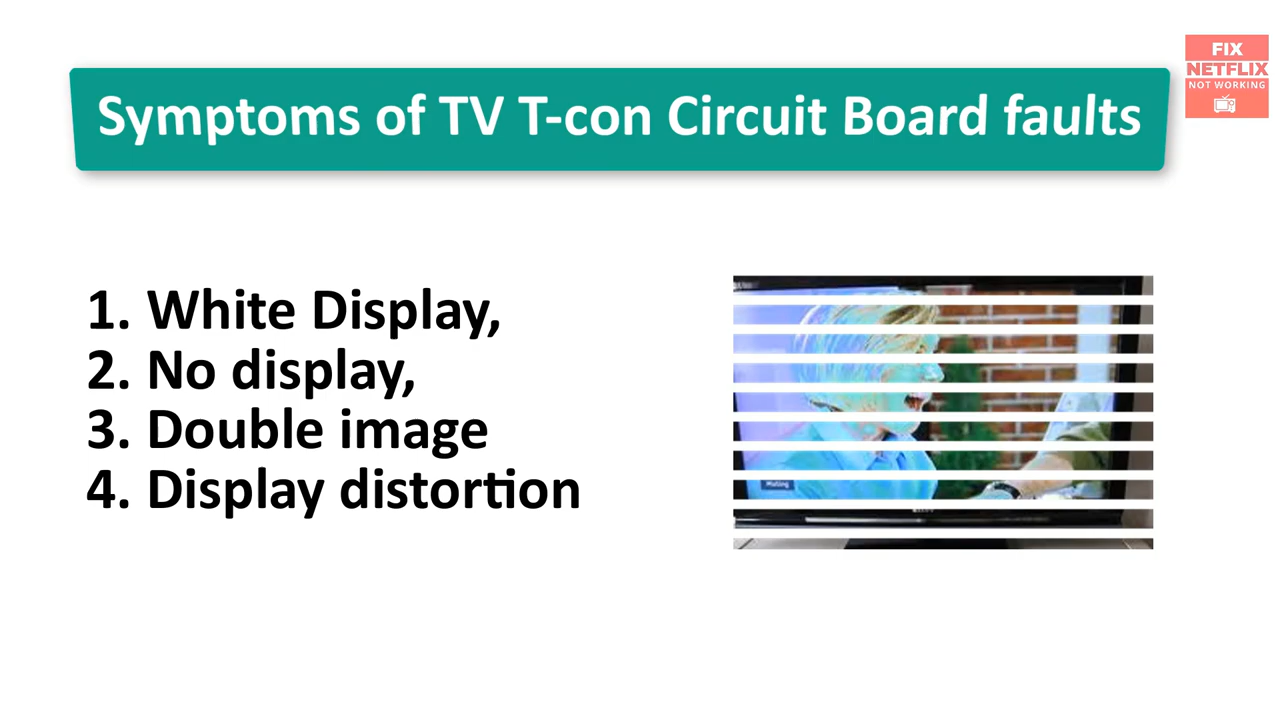 Symptoms of TV T-con Circuit Board faults
FIX
NETFLIX
NOT WORKING
1. White Display,
2. No display,
3. Double image
4. Display distortion
Muting